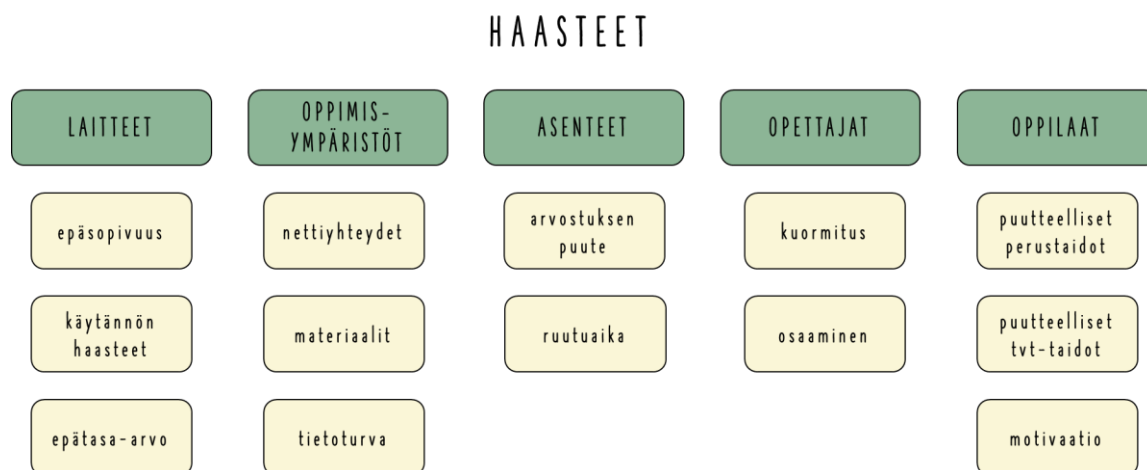 HAASTEET
LAITTEET
OPPIMIS-
YMPÄRISTÖT
ASENTEET
OPETTAJAT
OPPILAAT
epäsopivuus
nettiyhteydet
arvostuksen
puute
kuormitus
puutteelliset
perustaidot
käytännön
haasteet
materiaalit
ruutuaika
osaaminen
puutteelliset
tvt-taidot
epätasa-arvo
tietoturva
motivaatio